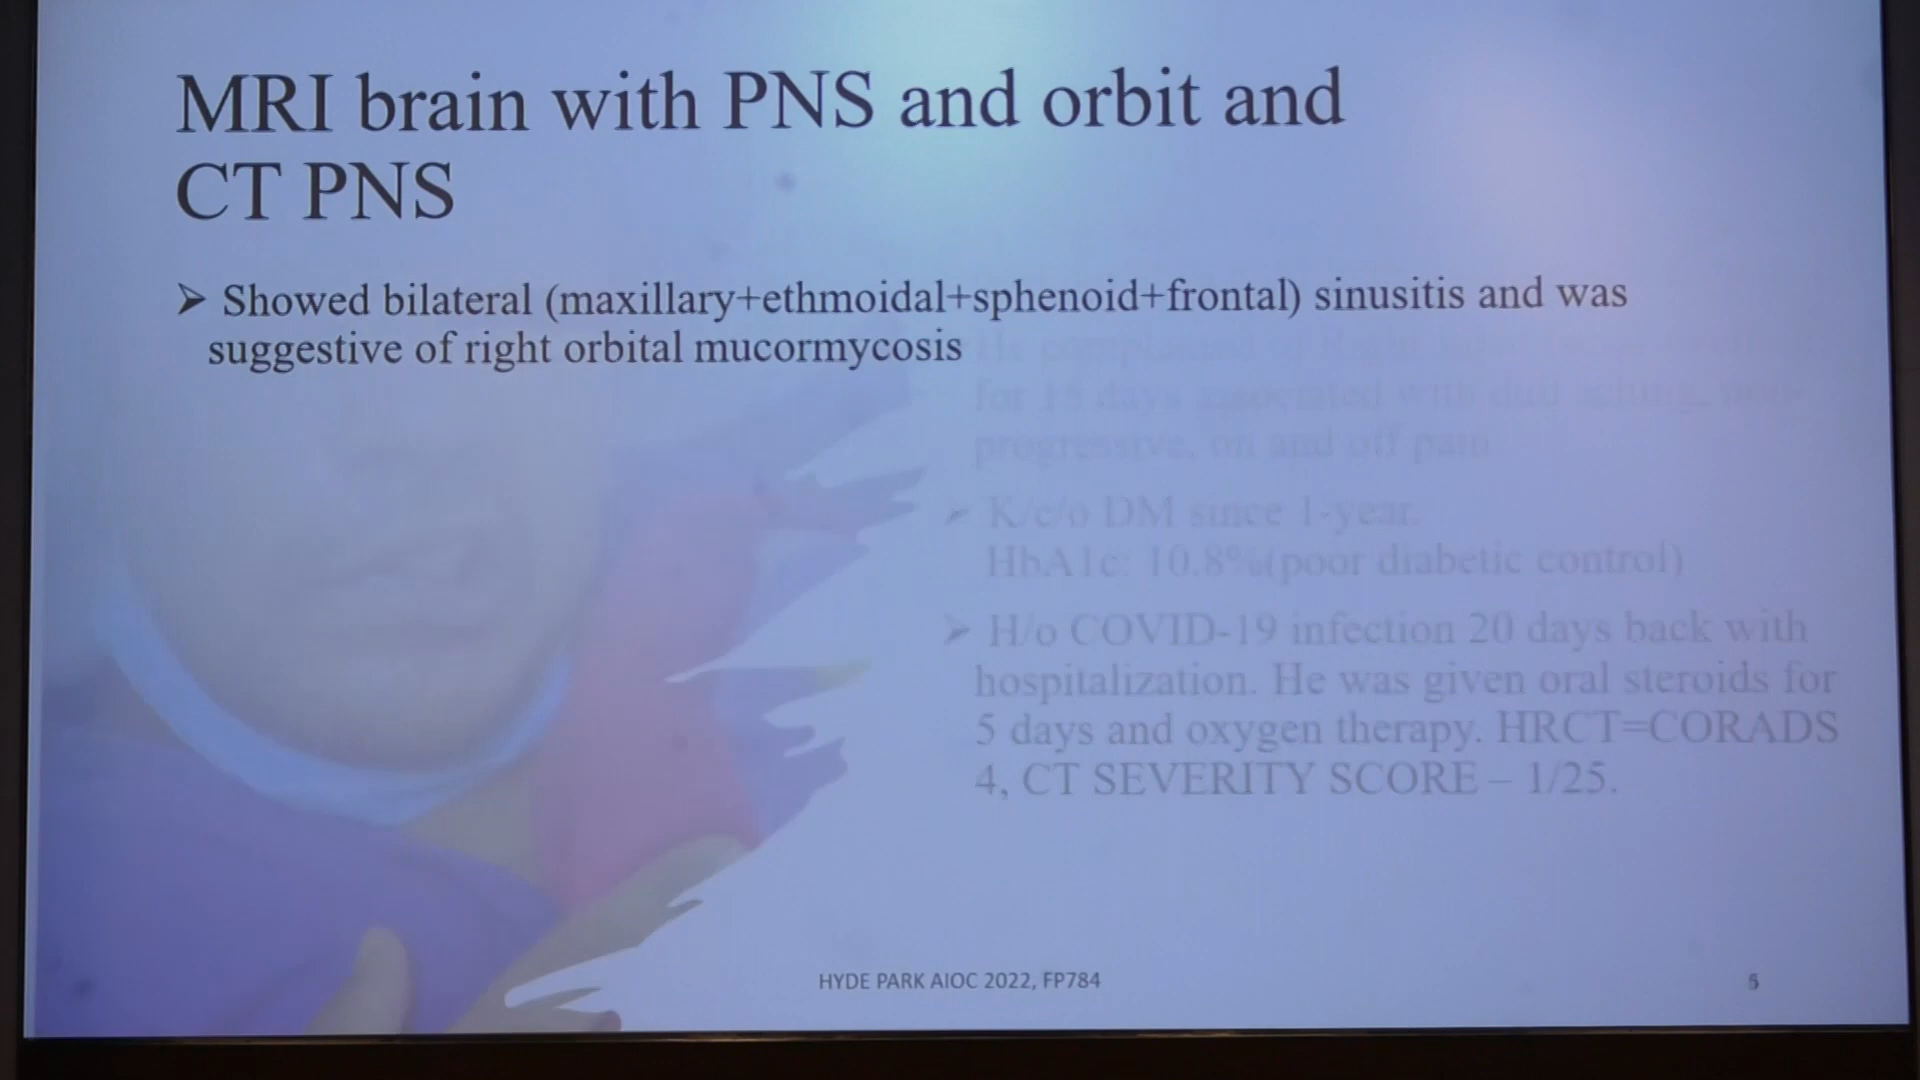 MRI brain with PNS and orbit and
CT PNS
➤ Showed bilateral (maxillary+ethmoidal+sphenoid+frontal) sinusitis and was
suggestive of right orbital mucormycosis
He complained of Right
for 15 days associated with dull aching, non-
progressive, on and off pain
➤ K/c/o DM since 1-year.
HbA1c: 10.8%(poor diabetic control)
➤ H/o COVID-19 infection 20 days back with
hospitalization. He was given oral steroids for
5 days and oxygen therapy. HRCT=CORADS
4, CT SEVERITY SCORE – 1/25.
HYDE PARK AIOC 2022, FP784